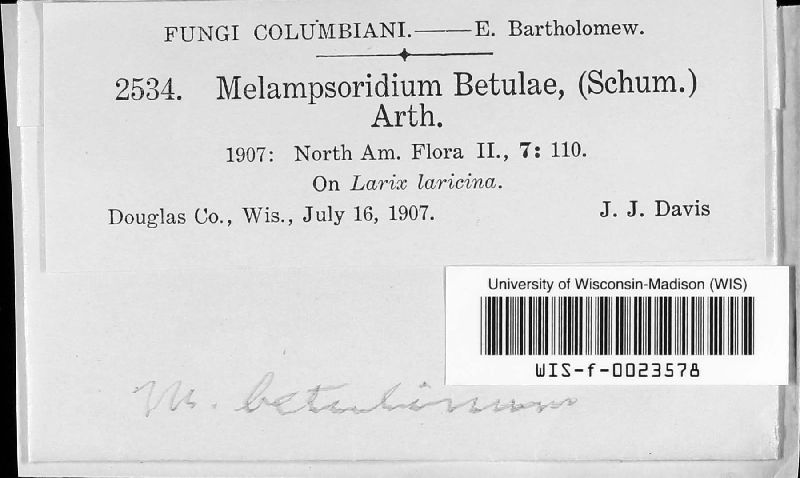 FUNGI COLUMBIANI.——E. Bartholomew.
2534. Melampsoridium Betulae, (Schum.)
Arth.
1907: North Am. Flora II., 7: 110.
On Larix laricina.
Douglas Co., Wis., July 16, 1907. J. J. Davis
University of Wisconsin-Madison (WIS)
WIS-f-0023578
M. betulinum